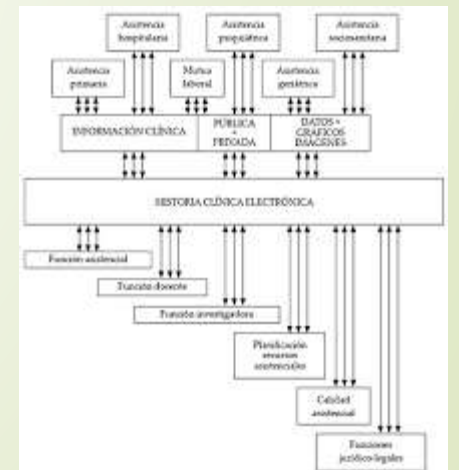 Asistencia
hospitalaria
Asistencia
psiquiátrica
Asistencia
sociosanitaria
Asistencia
primaria
Mutua
laboral
Asistencia
geriátrica
INFORMACIÓN CLÍNICA
PÚBLICA
+
PRIVADA
DATOS +
GRÁFICOS
IMÁGENES
HISTORIA CLÍNICA ELECTRÓNICA
Función asistencial
Función docente
Función investigadora
Planificación
recursos
asistenciales
Calidad
asistencial
Funciones
jurídico-legales